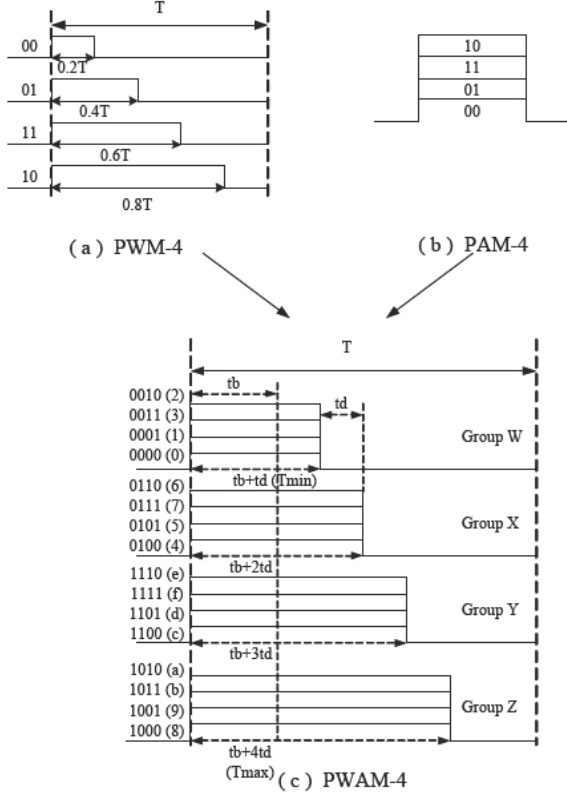 T
00
0.2T
01
0.4T
11
0.6T
10
0.8T
( a ) PWM-4
10
11
01
00
( b ) PAM-4
T
tb
0010 (2)
0011 (3)
0001 (1)
0000 (0)
td
Group W
tb+td (Tmin)
0110 (6)
0111 (7)
0101 (5)
0100 (4)
Group X
tb+2td
1110 (e)
1111 (f)
1101 (d)
1100 (c)
Group Y
tb+3td
1010 (a)
1011 (b)
1001 (9)
1000 (8)
Group Z
tb+4td
(Tmax)
( c ) PWAM-4